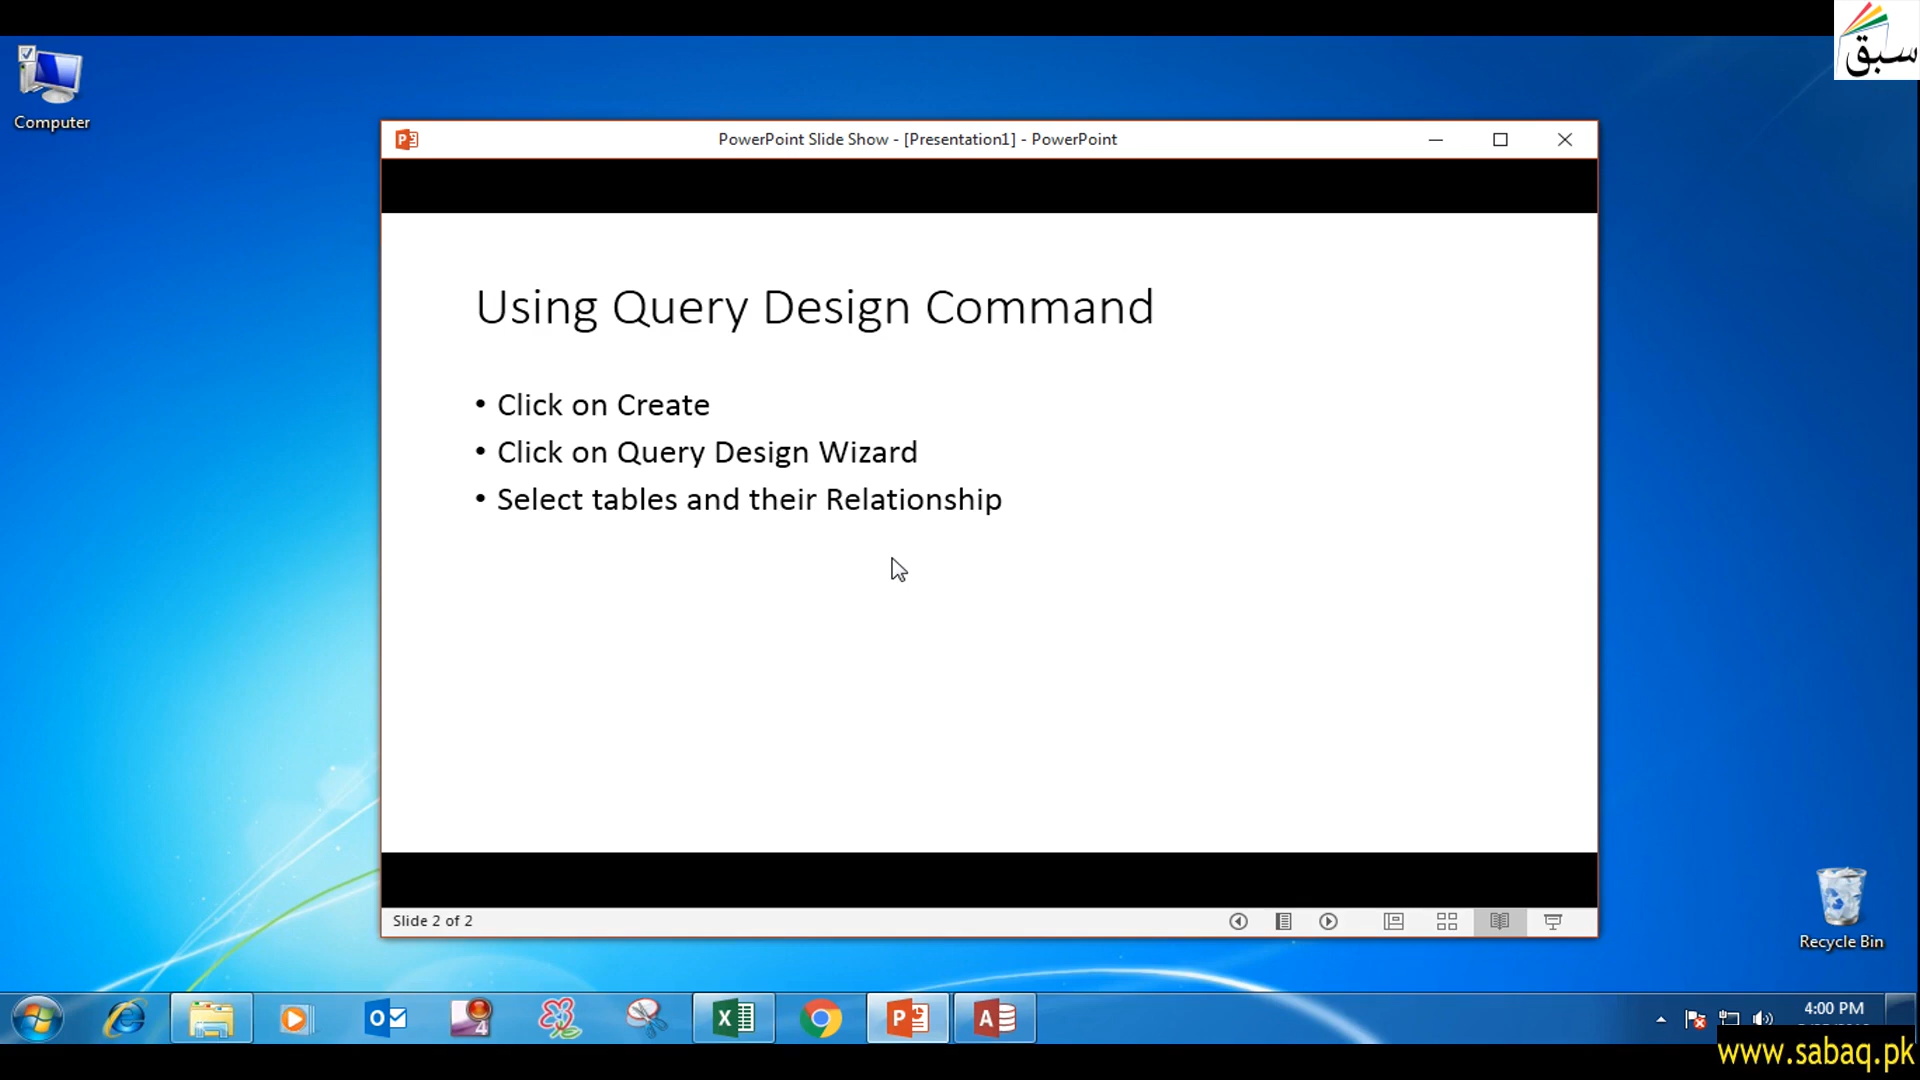 سبق
Computer
PowerPoint Slide Show - [Presentation1] - PowerPoint
Using Query Design Command
• Click on Create
• Click on Query Design Wizard
• Select tables and their Relationship
Slide 2 of 2
Recycle Bin
4:00 PM
www.sabaq.pk